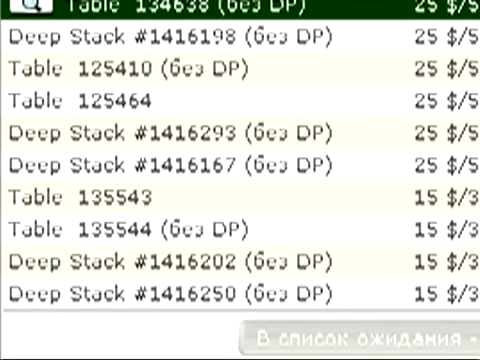 Table 134638 (без DP) 25 $/5
Deep Stack #1416198 (без DP) 25 $/5
Table 125410 (без DP) 25 $/5
Table 125464 25 $/5
Deep Stack #1416293 (без DP) 25 $/5
Deep Stack #1416167 (без DP) 25 $/5
Table 135543 15 $/3
Table 135544 (без DP) 15 $/3
Deep Stack #1416202 (без DP) 15 $/3
Deep Stack #1416250 (без DP) 15 $/3
В список ожидания -